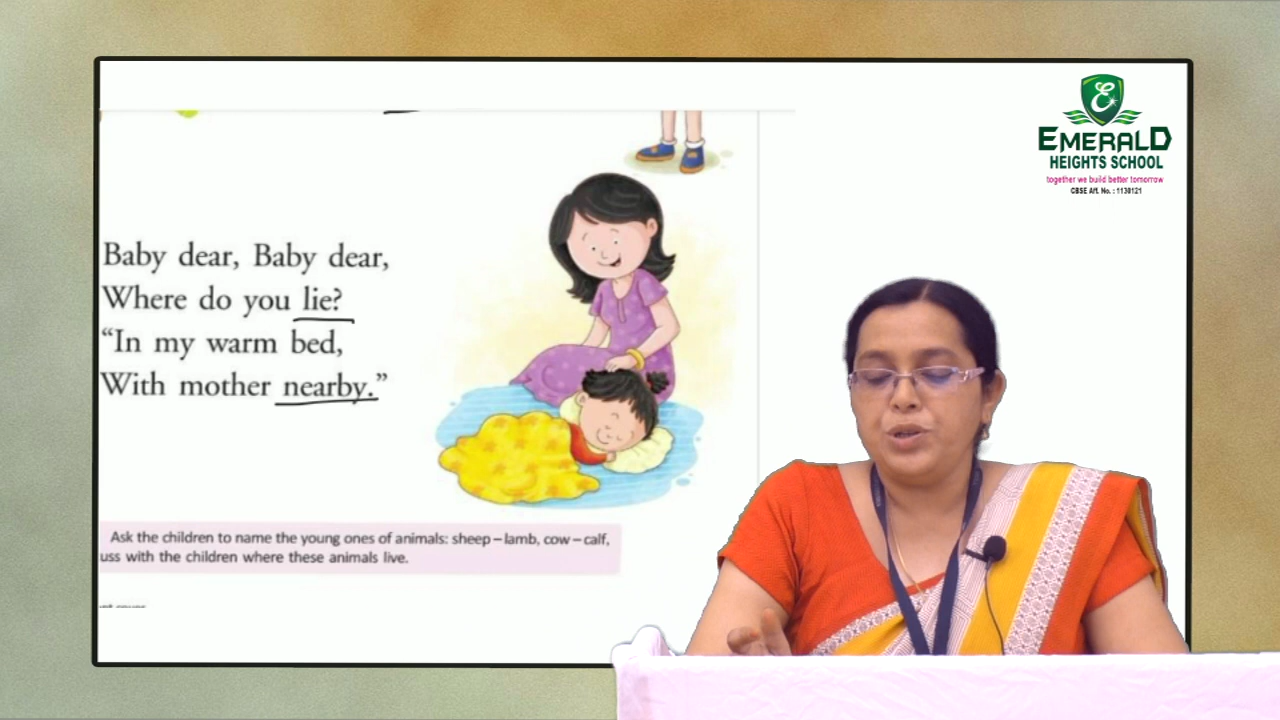 Baby dear, Baby dear,
Where do you lie?
“In my warm bed,
With mother nearby.”
Ask the children to name the young ones of animals: sheep – lamb, cow – calf,
uss with the children where these animals live.
E
EMERALD
HEIGHTS SCHOOL
together we build better tomorrow
CBSE Aff. No. : 1130121